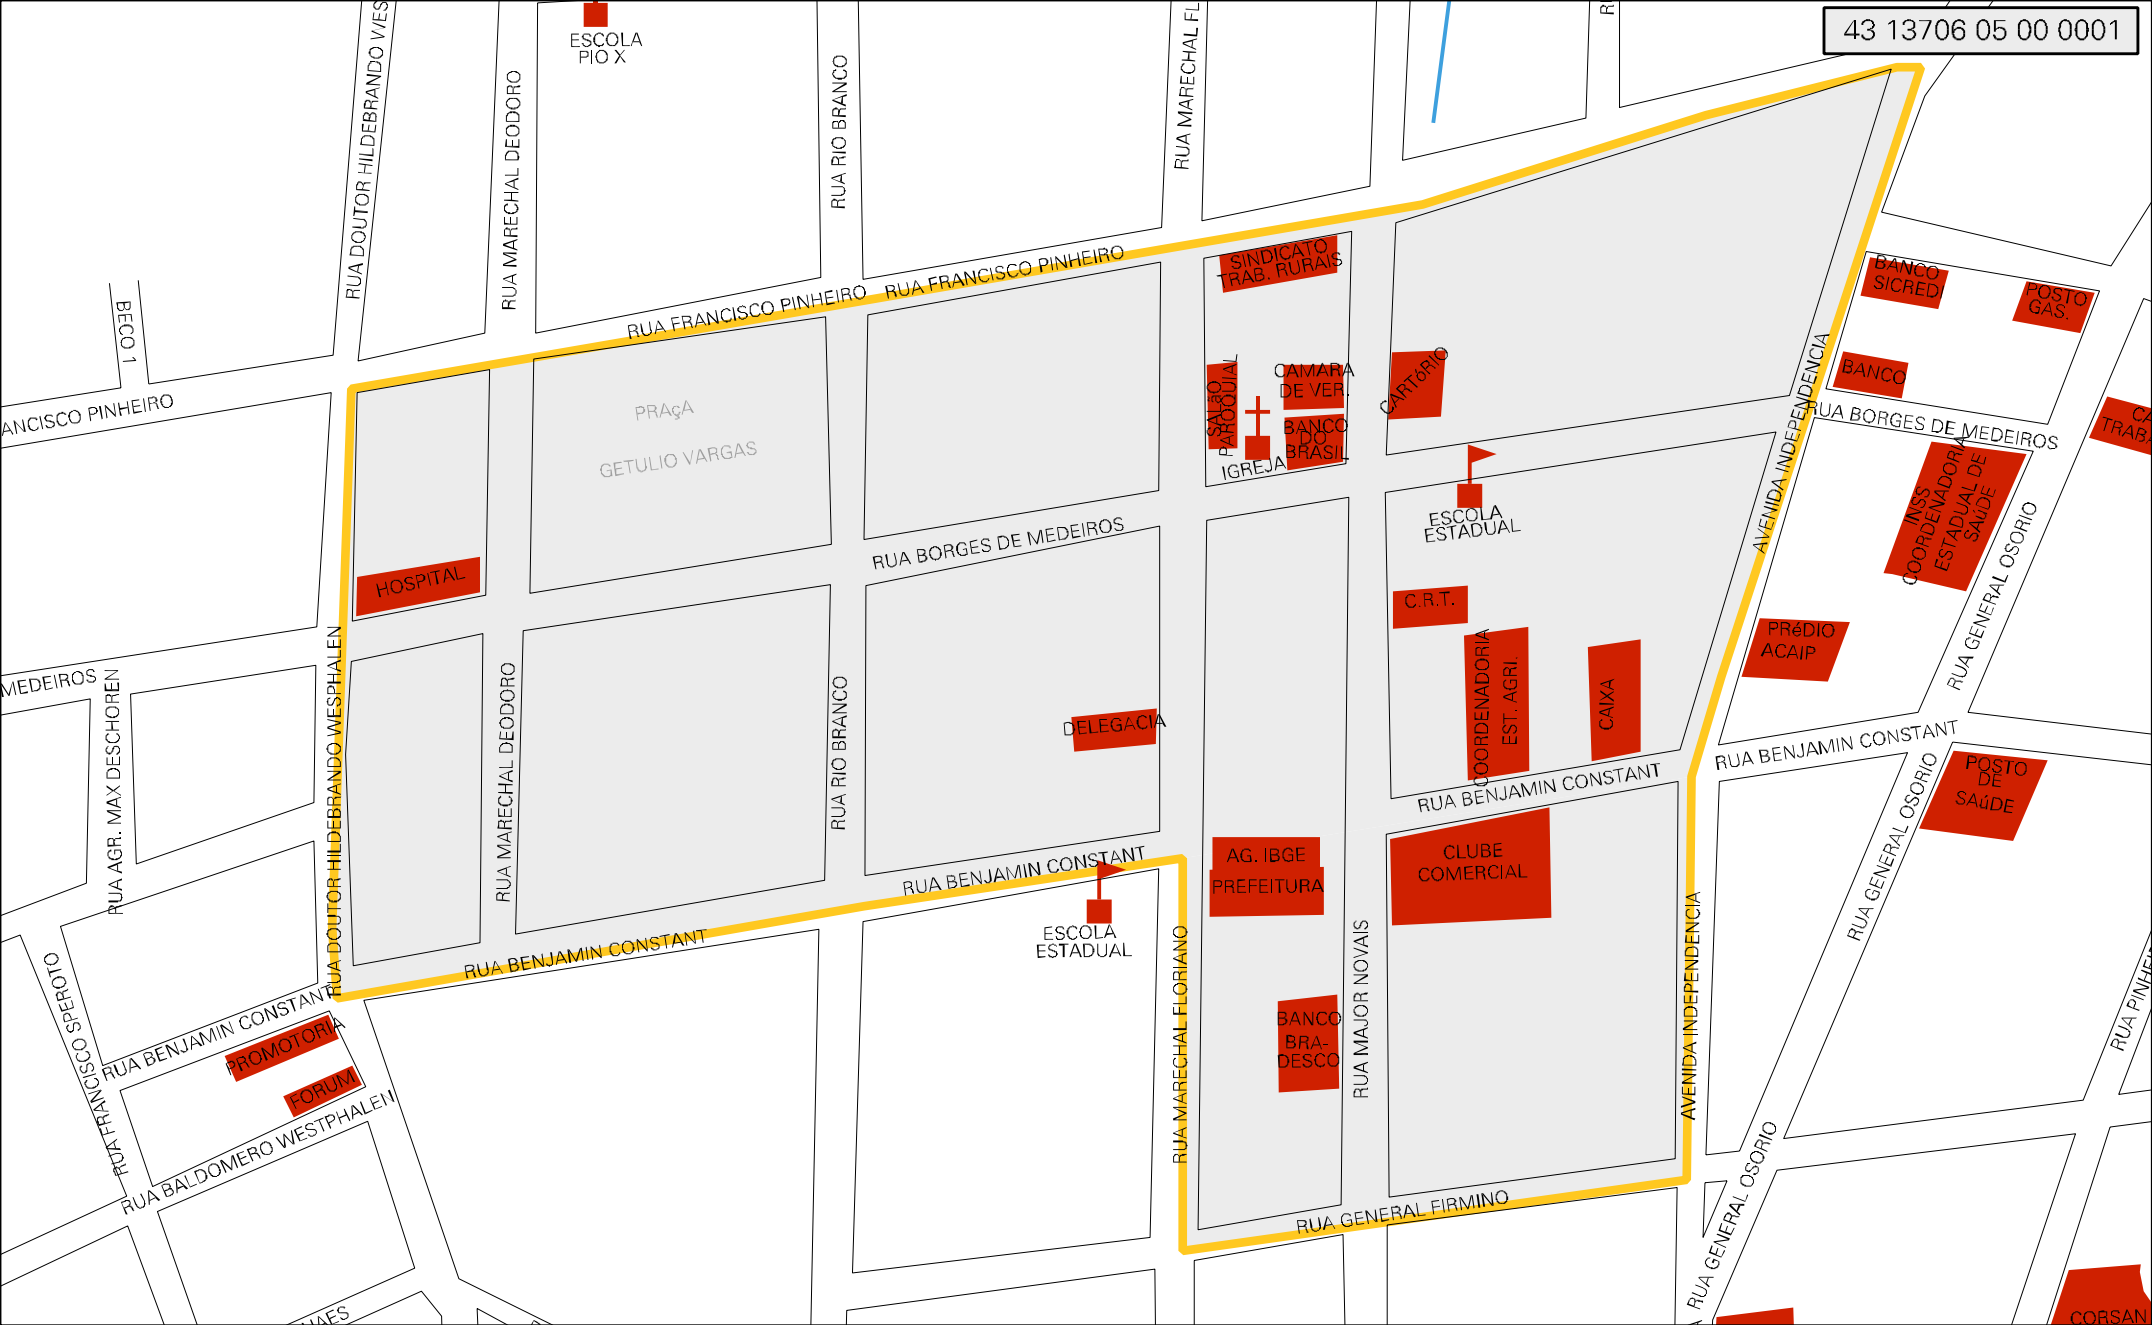 43 13706 05 00 0001
ESCOLA
PIO X
RUA DOUTOR HILDEBRANDO WES
RUA MARECHAL DEODORO
RUA RIO BRANCO
RUA MARECHAL FL
BECO 1
ANCISCO PINHEIRO
RUA FRANCISCO PINHEIRO
RUA FRANCISCO PINHEIRO
SINDICATO
TRAB. RURAIS
BANCO
SICREDI
POSTO
GAS.
BANCO
PRAçA
GETULIO VARGAS
SALãO
PAROQUIAL
CAMARA
DE VER.
BANCO
DO
BRASIL
IGREJA
CARTóRIO
AVENIDA INDEPENDENCIA
RUA BORGES DE MEDEIROS
TRABA
ESCOLA
ESTADUAL
INSS
COORDENADORIA
ESTADUAL DE
SAúDE
RUA BORGES DE MEDEIROS
HOSPITAL
C.R.T.
COORDENADORIA
EST. AGRI.
CAIXA
PRéDIO
ACAIP
RUA GENERAL OSORIO
MEDEIROS
RUA AGR. MAX DESCHOREN
RUA DOUTOR HILDEBRANDO WESPHALEN
RUA MARECHAL DEODORO
RUA RIO BRANCO
DELEGACIA
RUA BENJAMIN CONSTANT
RUA BENJAMIN CONSTANT
POSTO
DE
SAúDE
RUA GENERAL OSORIO
AG. IBGE
PREFEITURA
CLUBE
COMERCIAL
RUA BENJAMIN CONSTANT
ESCOLA
ESTADUAL
RUA BENJAMIN CONSTANT
RUA MARECHAL FLORIANO
RUA MAJOR NOVAIS
AVENIDA INDEPENDENCIA
BANCO
BRA-
DESCO
RUA FRANCISCO SPEROTO
RUA BENJAMIN CONSTANT
PROMOTORIA
FORUM
RUA BALDOMERO WESTPHALEN
RUA GENERAL FIRMINO
RUA GENERAL OSORIO
RUA PINHEI
CORSAN